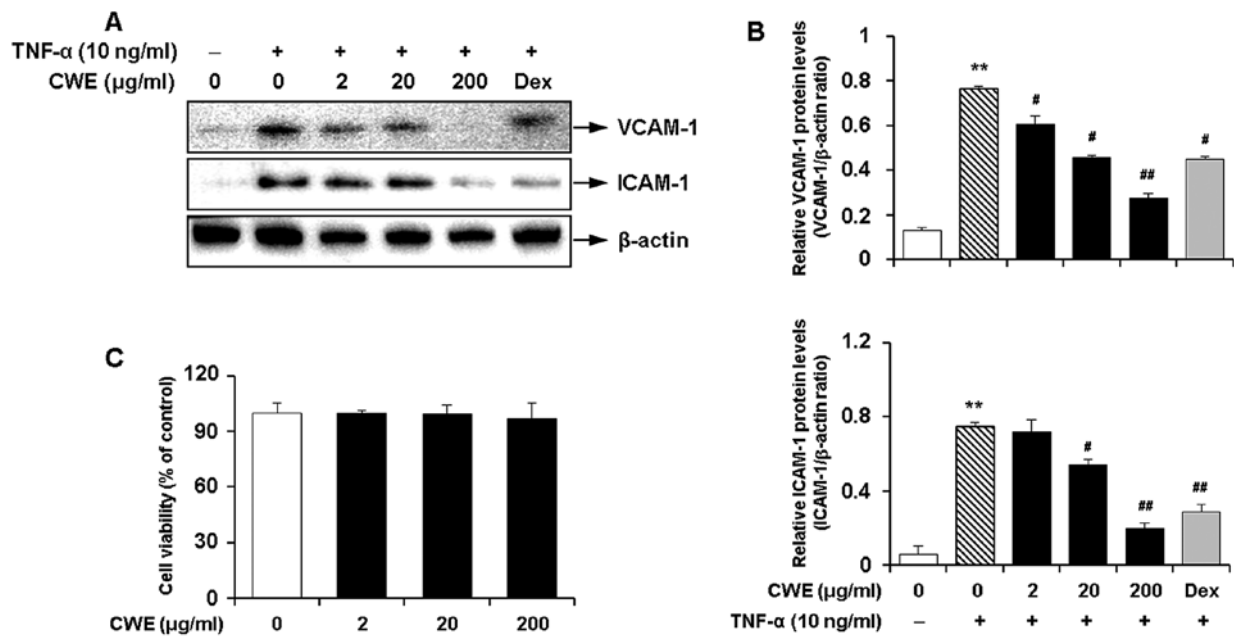 A
TNF-α (10 ng/ml) – + + + + +
CWE (μg/ml) 0 0 2 20 200 Dex
VCAM-1
ICAM-1
β-actin
B
Relative VCAM-1 protein levels
(VCAM-1/β-actin ratio)
1
0.8
0.6
0.4
0.2
0
**
#
#
##
#
Relative ICAM-1 protein levels
(ICAM-1/β-actin ratio)
1.2
0.8
0.4
0
**
#
##
##
CWE (μg/ml) 0 0 2 20 200 Dex
TNF-α (10 ng/ml) – + + + + +
C
Cell viability (% of control)
120
90
60
30
0
CWE (μg/ml) 0 2 20 200